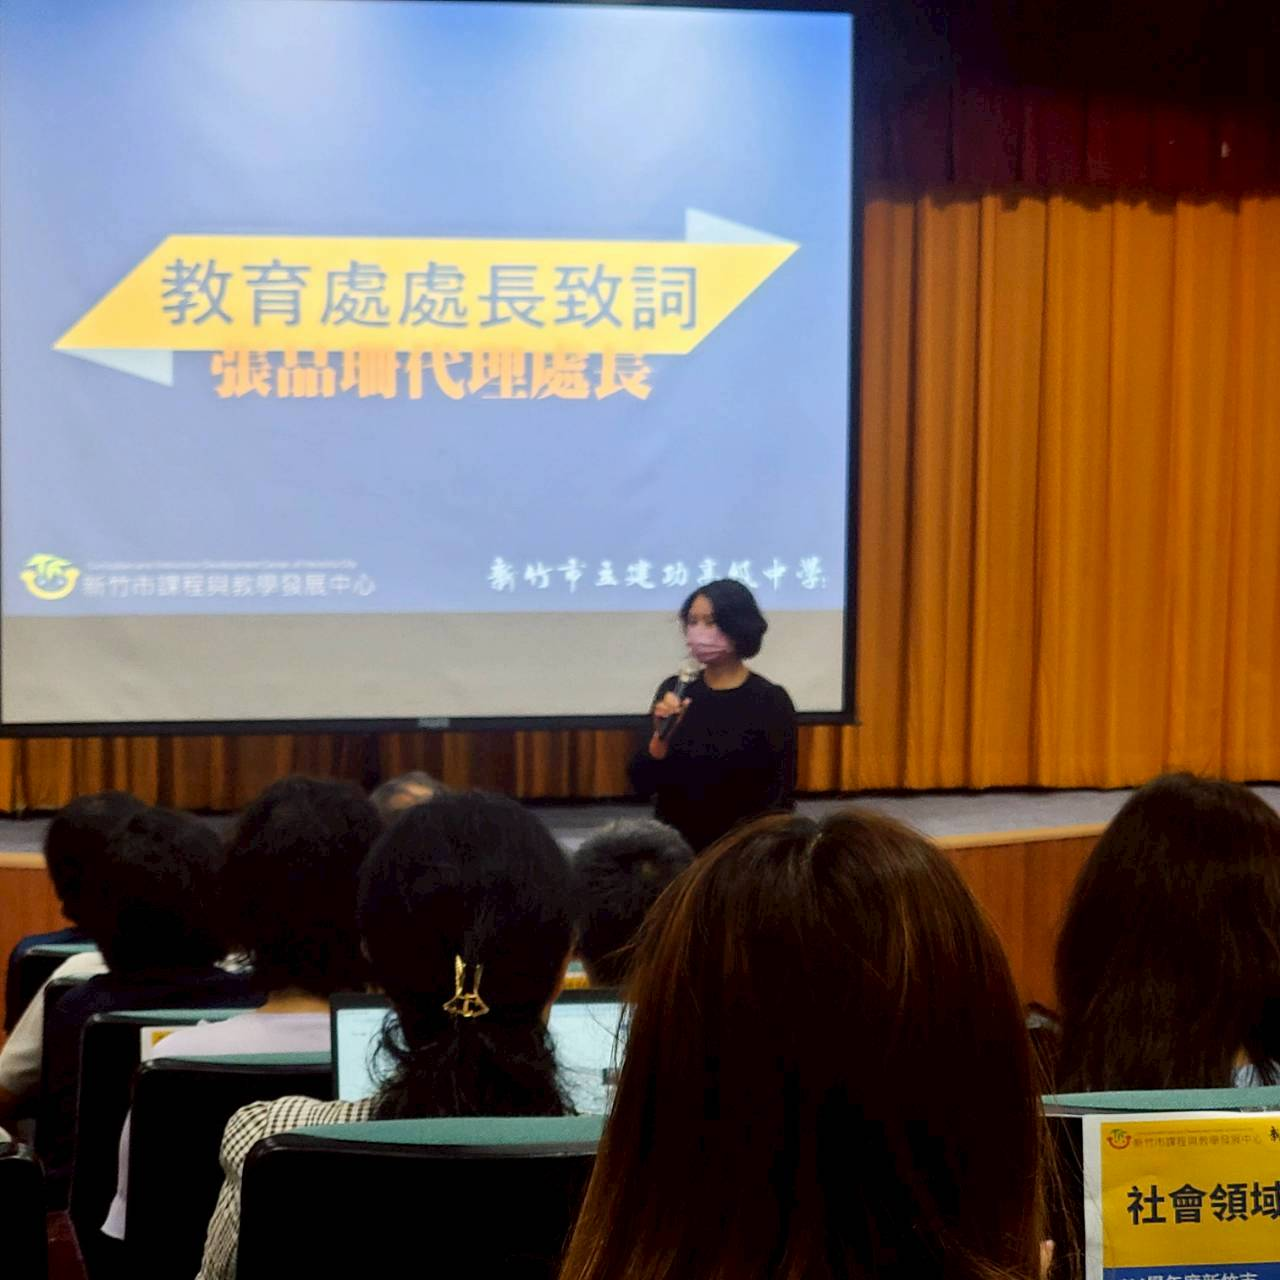 教育處處長致詞
張品珊代理處長
新竹市課程與教學發展中心
新竹市立建功高級中學
新竹市課程與教學發展中心
社會領域